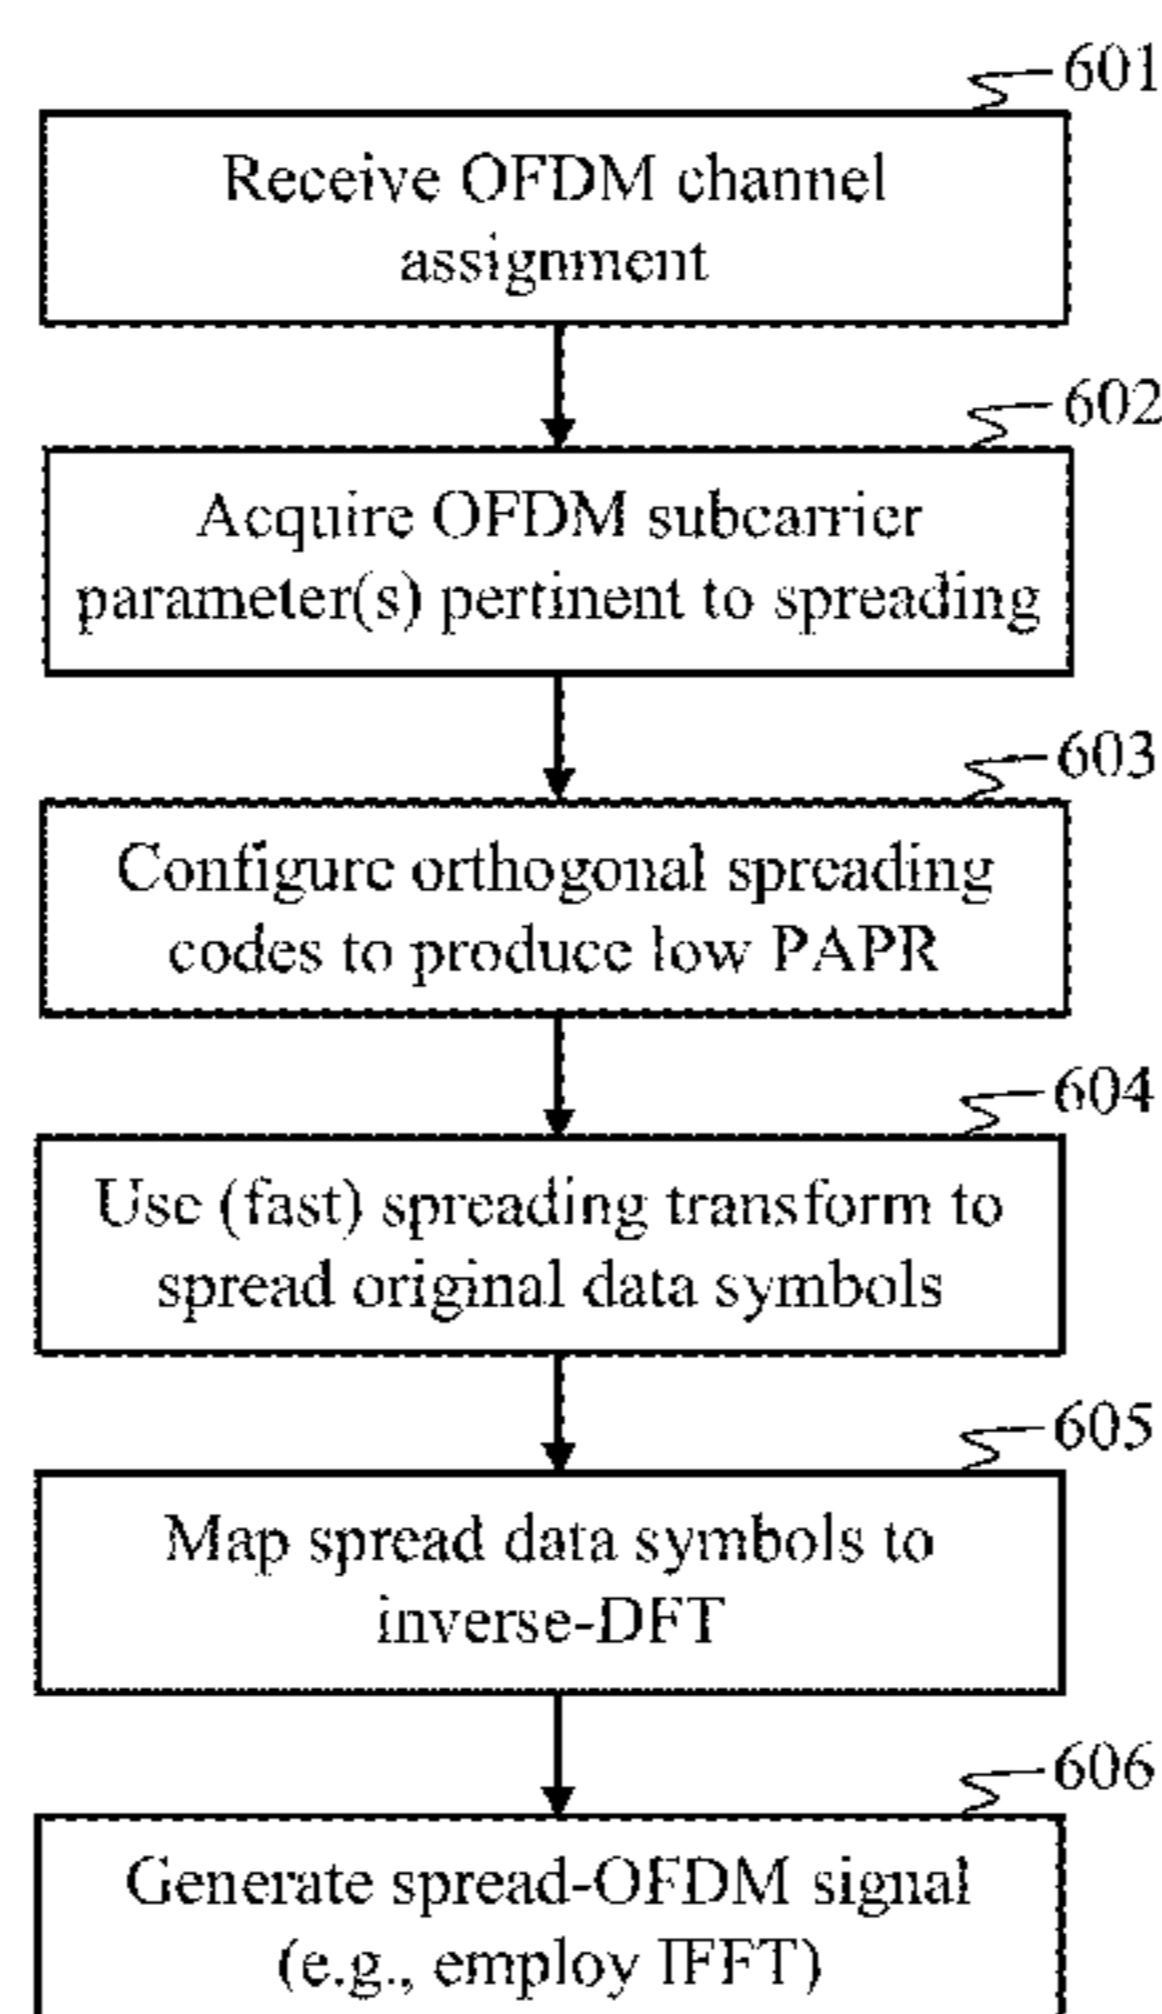 601
Receive OFDM channel
assignment
602
Acquire OFDM subcarrier
parameter(s) pertinent to spreading
603
Configure orthogonal spreading
codes to produce low PAPR
604
Use (fast) spreading transform to
spread original data symbols
605
Map spread data symbols to
inverse-DFT
606
Generate spread-OFDM signal
(e.g., employ IFFT)